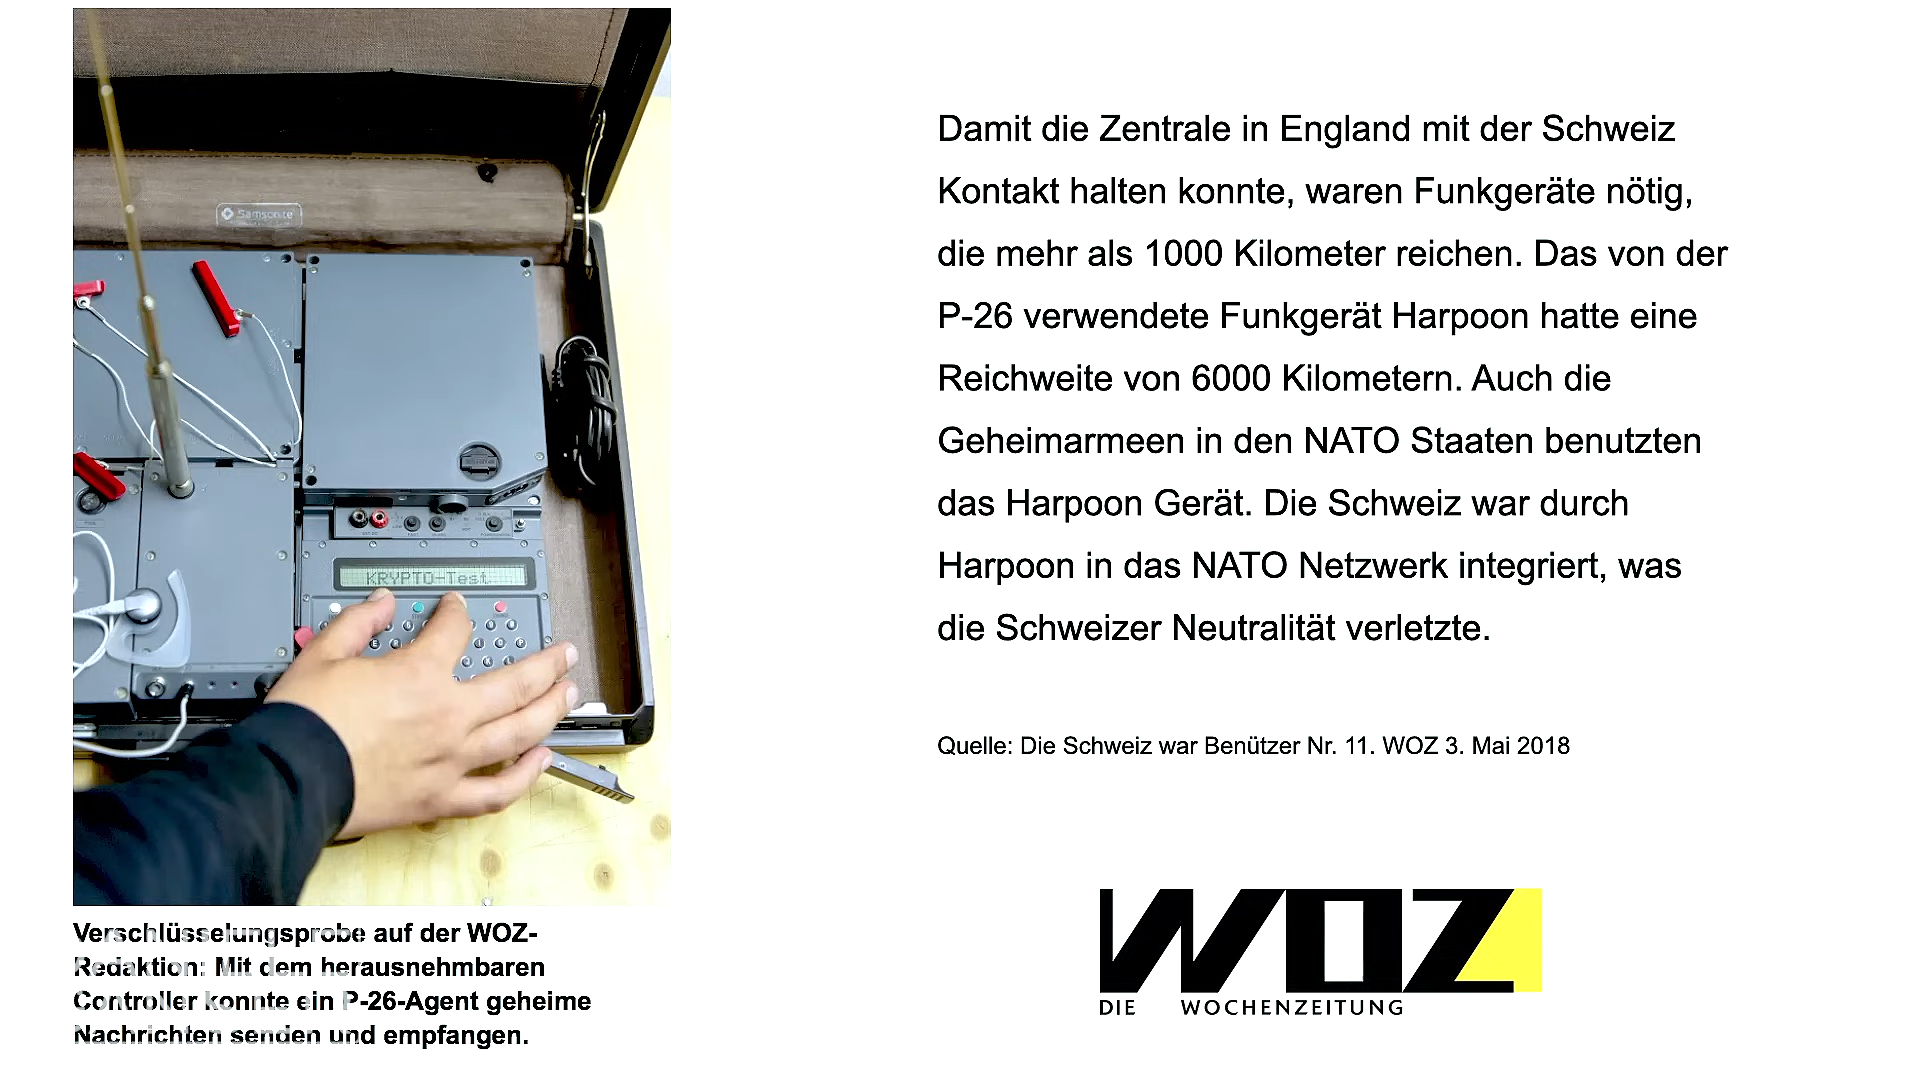 Samsonite
KRYPTO-Test
Verschlüsselungsprobe auf der WOZ-
Redaktion: Mit dem herausnehmbaren
Controller konnte ein P-26-Agent geheime
Nachrichten senden und empfangen.
Damit die Zentrale in England mit der Schweiz
Kontakt halten konnte, waren Funkgeräte nötig,
die mehr als 1000 Kilometer reichen. Das von der
P-26 verwendete Funkgerät Harpoon hatte eine
Reichweite von 6000 Kilometern. Auch die
Geheimarmeen in den NATO Staaten benutzten
das Harpoon Gerät. Die Schweiz war durch
Harpoon in das NATO Netzwerk integriert, was
die Schweizer Neutralität verletzte.
Quelle: Die Schweiz war Benützer Nr. 11. WOZ 3. Mai 2018
WOZ
DIE WOCHENZEITUNG